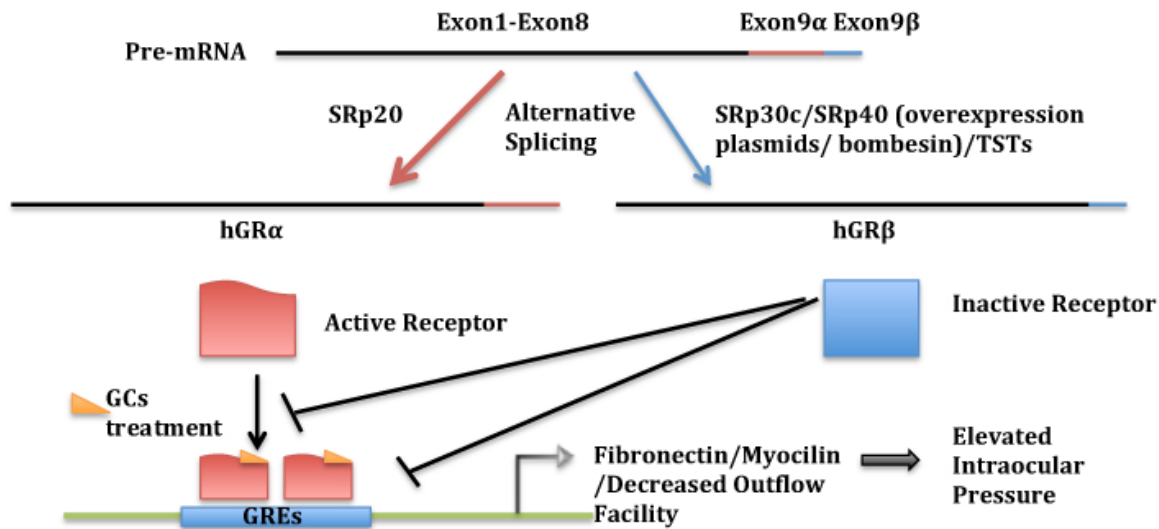 Exon1-Exon8
Exon9α Exon9β
Pre-mRNA
SRp20
Alternative
Splicing
SRp30c/SRp40 (overexpression
plasmids/ bombesin)/TSTs
hGRα
hGRβ
Active Receptor
Inactive Receptor
GCs
treatment
Fibronectin/Myocilin
/Decreased Outflow
Facility
Elevated
Intraocular
Pressure
GREs